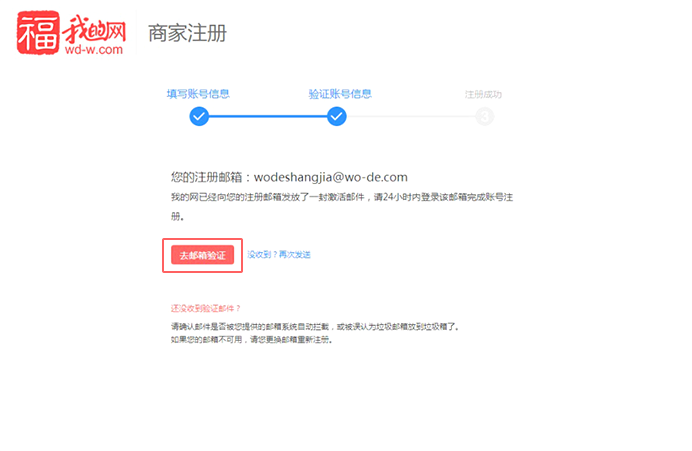 福 我的网
wd-w.com
商家注册
填写账号信息 验证账号信息 注册成功
3
您的注册邮箱：wodeshangjia@wo-de.com
我的网已经向您的注册邮箱发放了一封激活邮件，请24小时内登录该邮箱完成账号注
册。
去邮箱验证 没收到？再次发送
还没收到验证邮件？
请确认邮件是否被您提供的邮箱系统自动拦截，或被误认为垃圾邮箱放到垃圾箱了。
如果您的邮箱不可用，请您更换邮箱重新注册。